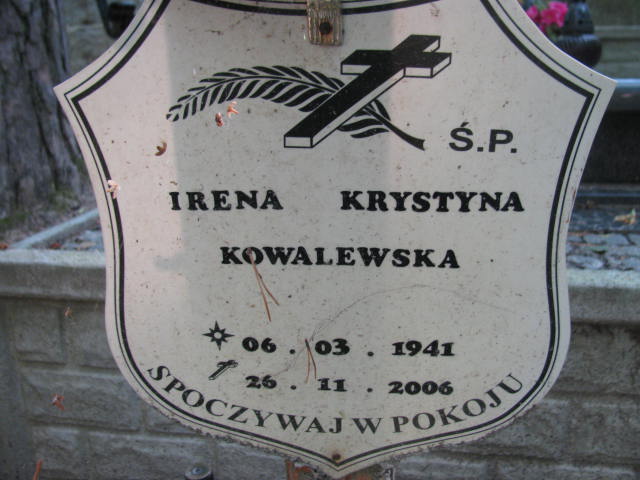 Ś.P.
IRENA KRYSTYNA
KOWALEWSKA
06 . 03 . 1941
26 . 11 . 2006
SPOCZYWAJ W POKOJU